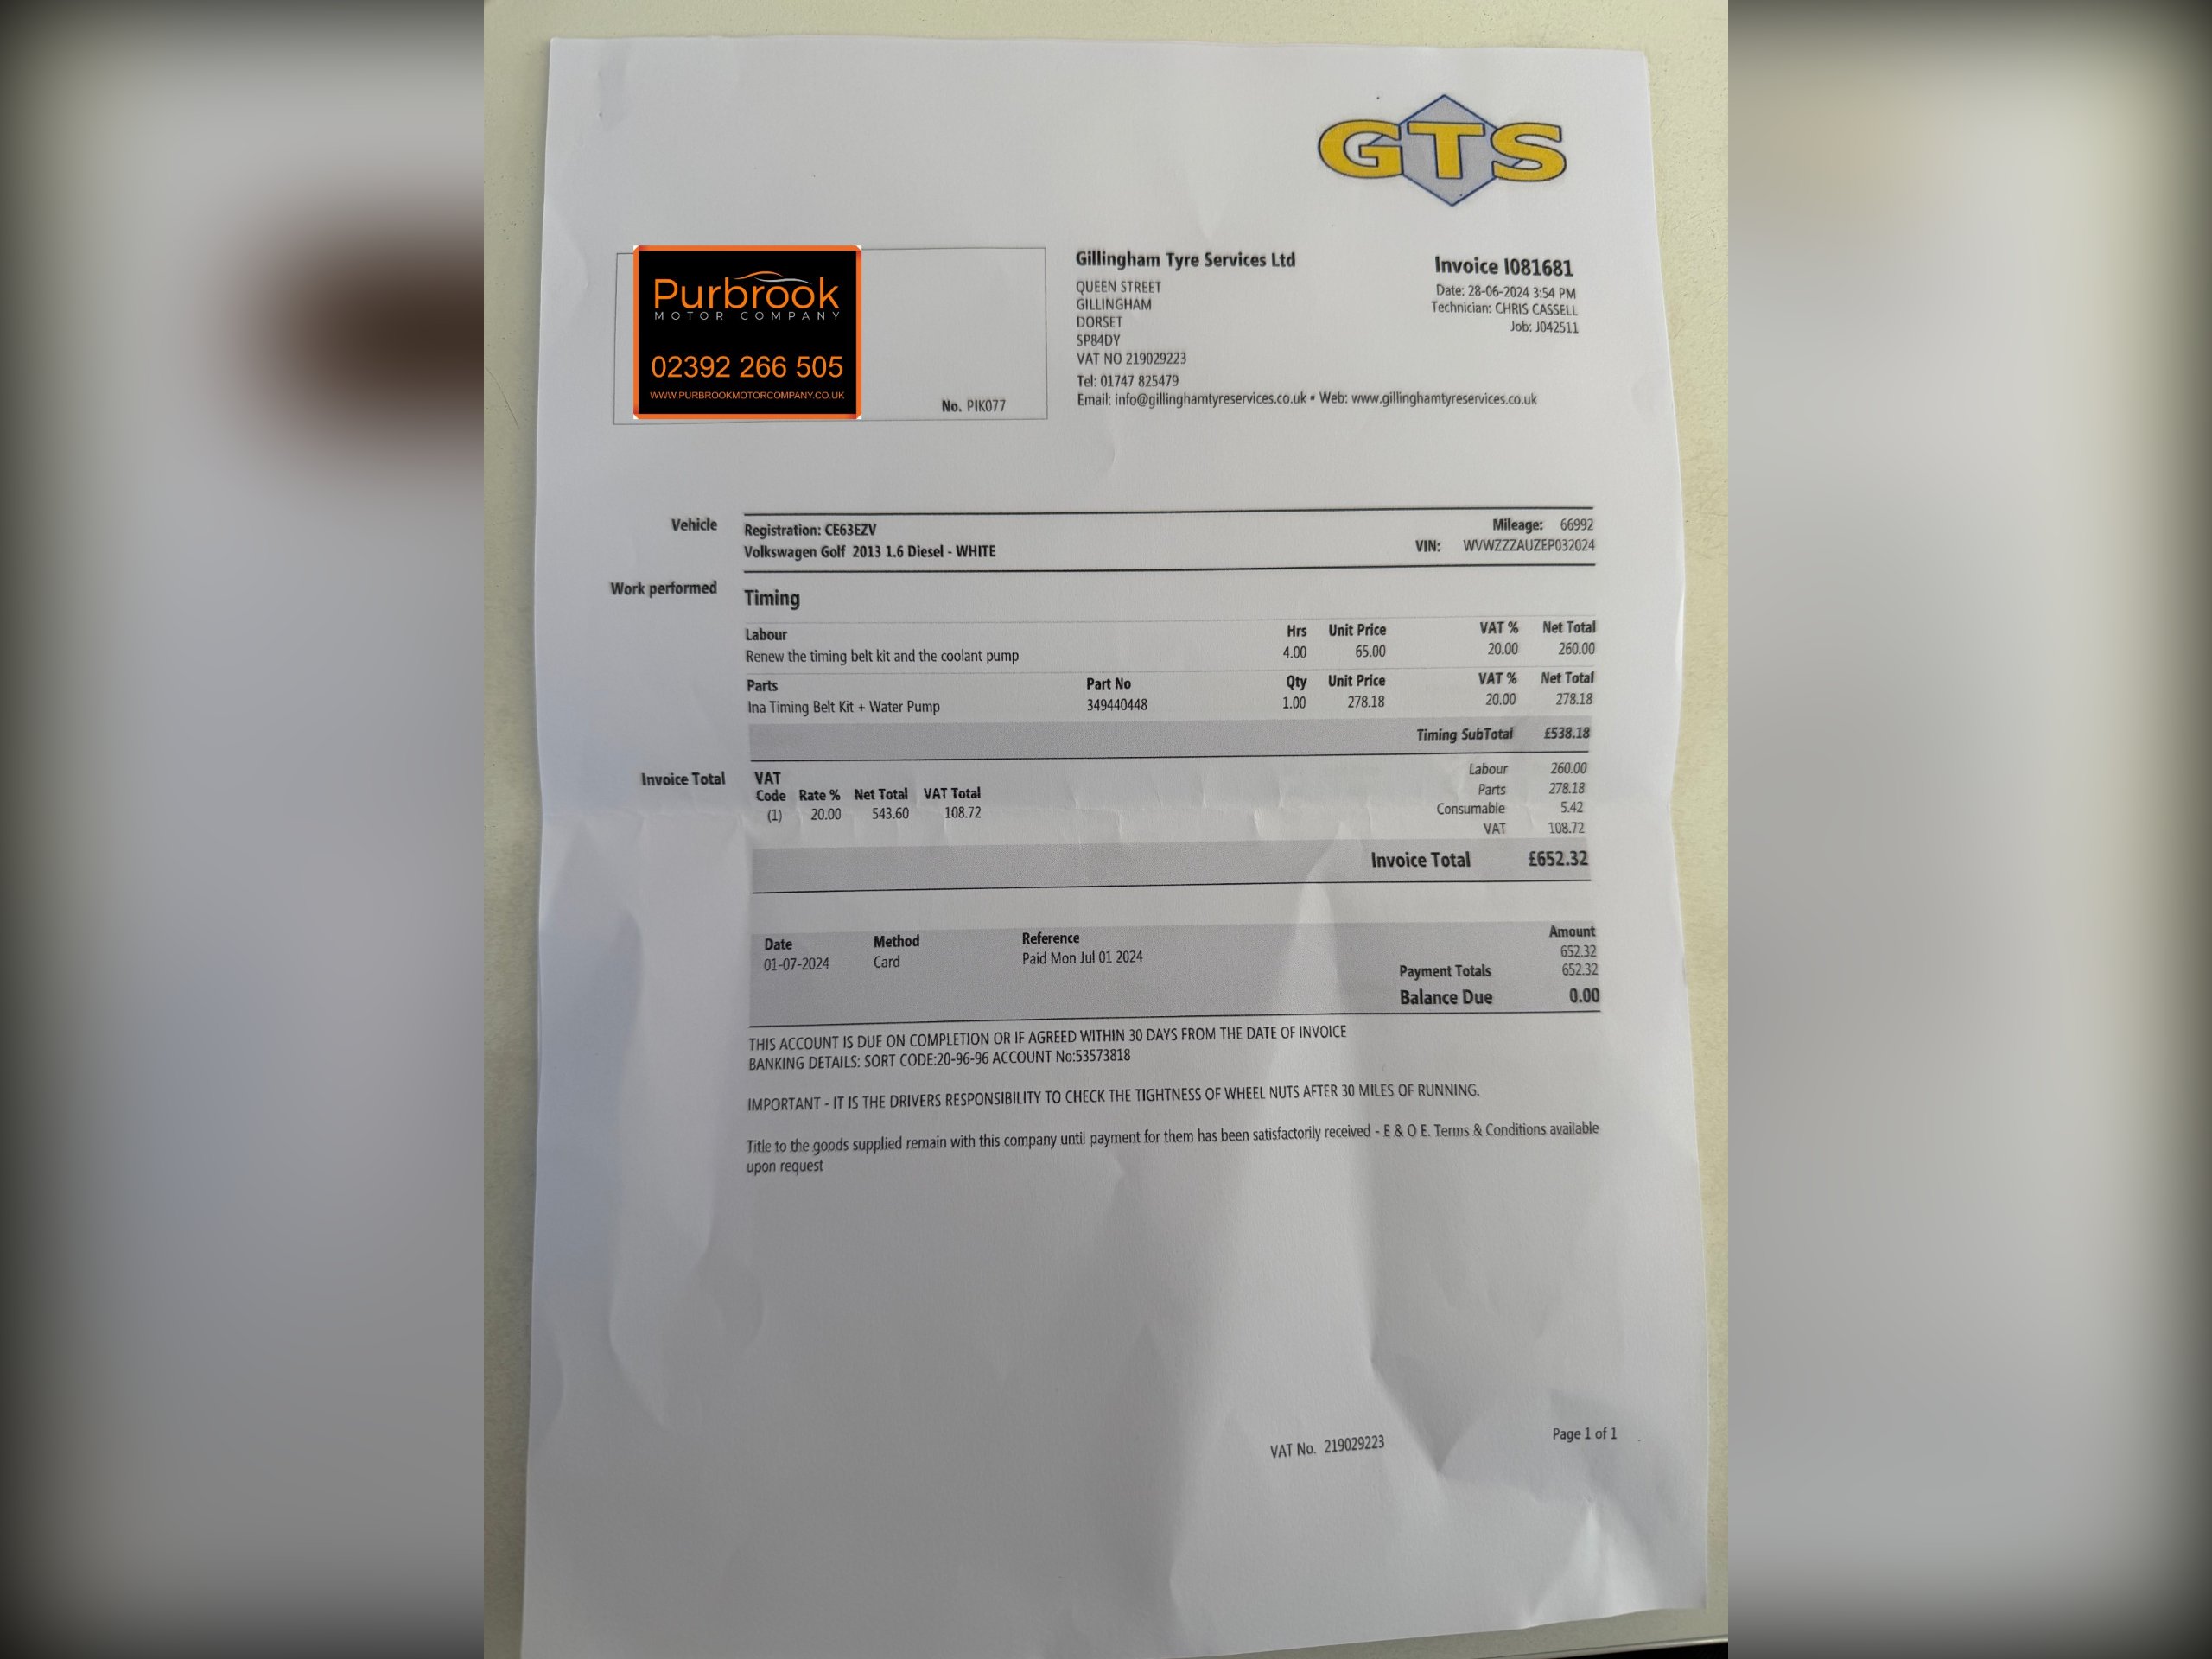 GTS
Purbrook
MOTOR COMPANY
02392 266 505
WWW.PURBROOKMOTORCOMPANY.CO.UK
No. PIK077
Gillingham Tyre Services Ltd
QUEEN STREET
GILLINGHAM
DORSET
SP84DY
VAT NO 219029223
Tel: 01747 825479
Email: info@gillinghamtyreservices.co.uk • Web: www.gillinghamtyreservices.co.uk
Invoice I081681
Date: 28-06-2024 3:54 PM
Technician: CHRIS CASSELL
Job: J042511
Vehicle
Registration: CE63EZV Mileage: 66992
Volkswagen Golf 2013 1.6 Diesel - WHITE VIN: WVWZZZAUZEP032024
Work performed
Timing
Labour Hrs Unit Price VAT % Net Total
Renew the timing belt kit and the coolant pump 4.00 65.00 20.00 260.00
Parts Part No Qty Unit Price VAT % Net Total
Ina Timing Belt Kit + Water Pump 349440448 1.00 278.18 20.00 278.18
Timing SubTotal £538.18
Invoice Total
VAT
Code Rate % Net Total VAT Total
(1) 20.00 543.60 108.72
Labour 260.00
Parts 278.18
Consumable 5.42
VAT 108.72
Invoice Total £652.32
Date Method Reference Amount
01-07-2024 Card Paid Mon Jul 01 2024 652.32
Payment Totals 652.32
Balance Due 0.00
THIS ACCOUNT IS DUE ON COMPLETION OR IF AGREED WITHIN 30 DAYS FROM THE DATE OF INVOICE
BANKING DETAILS: SORT CODE:20-96-96 ACCOUNT No:53573818
IMPORTANT - IT IS THE DRIVERS RESPONSIBILITY TO CHECK THE TIGHTNESS OF WHEEL NUTS AFTER 30 MILES OF RUNNING.
Title to the goods supplied remain with this company until payment for them has been satisfactorily received - E & O E. Terms & Conditions available
upon request
VAT No. 219029223
Page 1 of 1